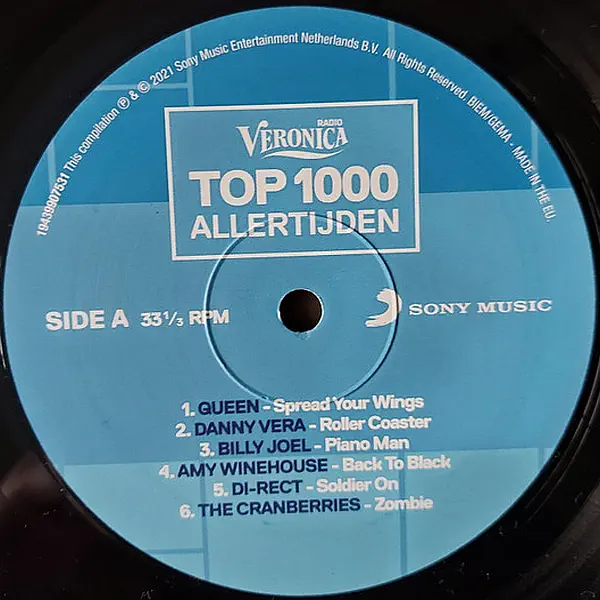 19439907531 This compilation ℗ & © 2021 Sony Music Entertainment Netherlands B.V. All Rights Reserved. BIEM/GEMA - MADE IN THE EU.
RADIO
VERONICA
TOP 1000
ALLERTIJDEN
SIDE A 33 1/3 RPM
SONY MUSIC
1. QUEEN - Spread Your Wings
2. DANNY VERA - Roller Coaster
3. BILLY JOEL - Piano Man
4. AMY WINEHOUSE - Back To Black
5. DI-RECT - Soldier On
6. THE CRANBERRIES - Zombie